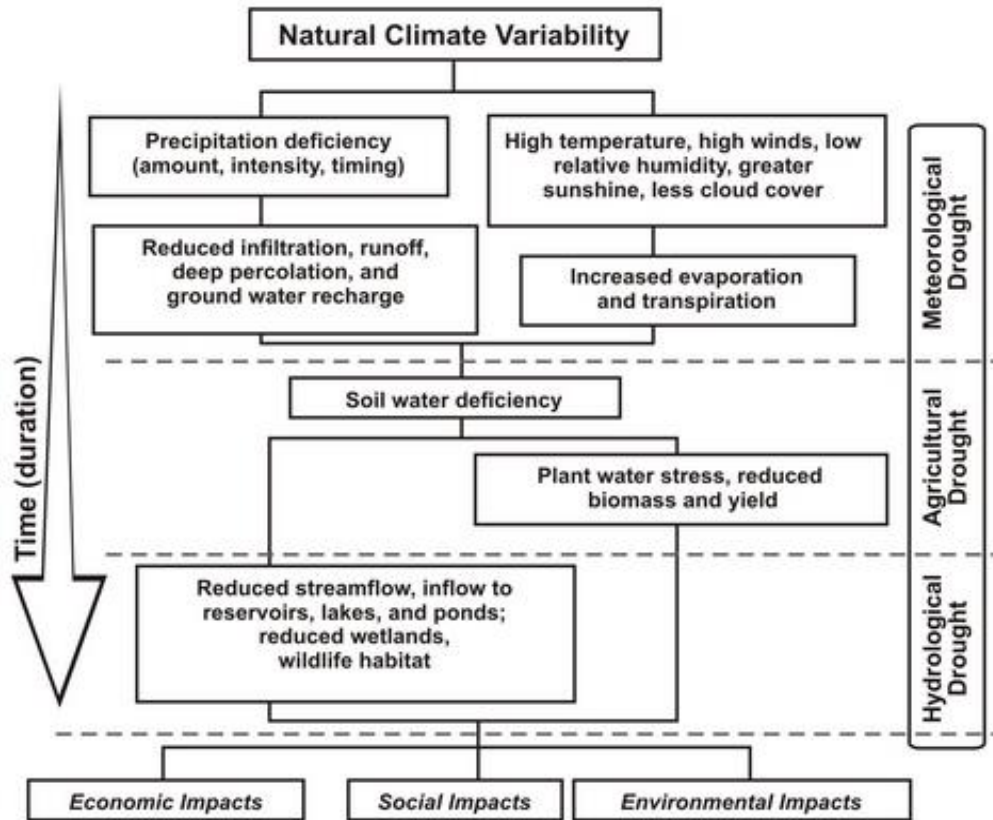 Natural Climate Variability
Precipitation deficiency
(amount, intensity, timing)
High temperature, high winds, low
relative humidity, greater
sunshine, less cloud cover
Reduced infiltration, runoff,
deep percolation, and
ground water recharge
Increased evaporation
and transpiration
Meteorological
Drought
Time (duration)
Soil water deficiency
Plant water stress, reduced
biomass and yield
Agricultural
Drought
Reduced streamflow, inflow to
reservoirs, lakes, and ponds;
reduced wetlands,
wildlife habitat
Hydrological
Drought
Economic Impacts
Social Impacts
Environmental Impacts